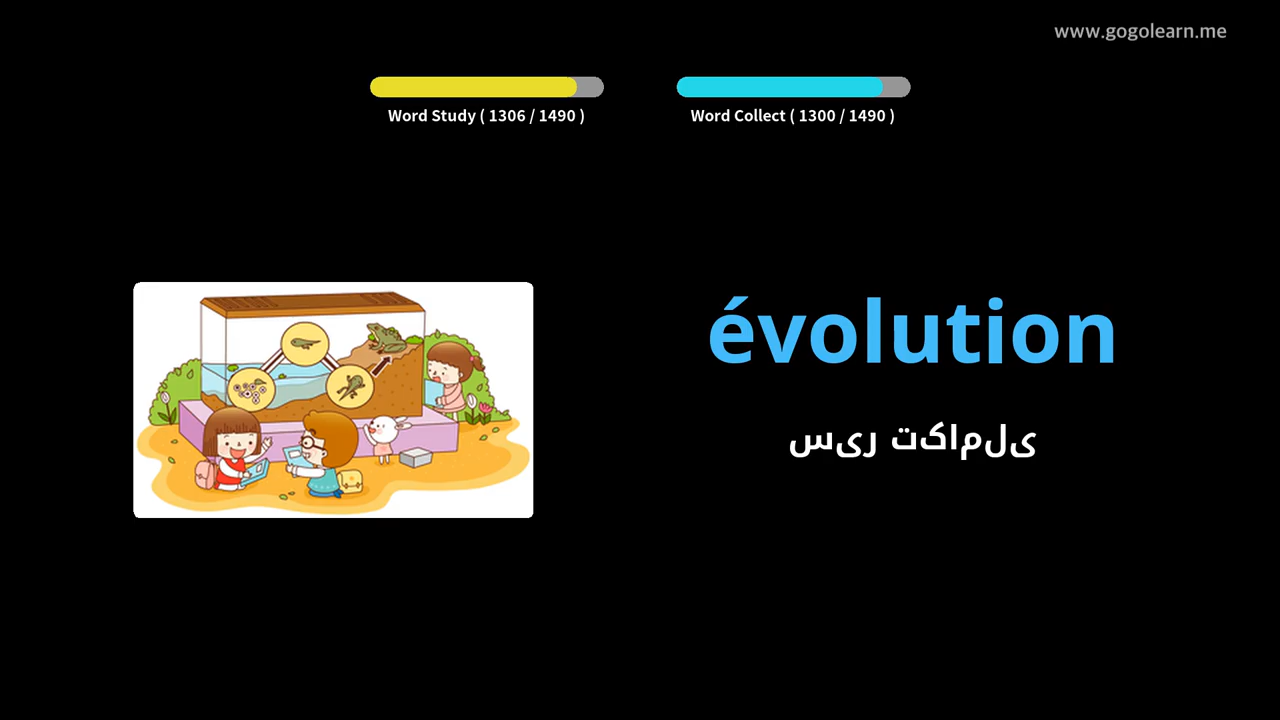 www.gogolearn.me
Word Study ( 1306 / 1490 )
Word Collect ( 1300 / 1490 )
évolution
سیر تکاملی